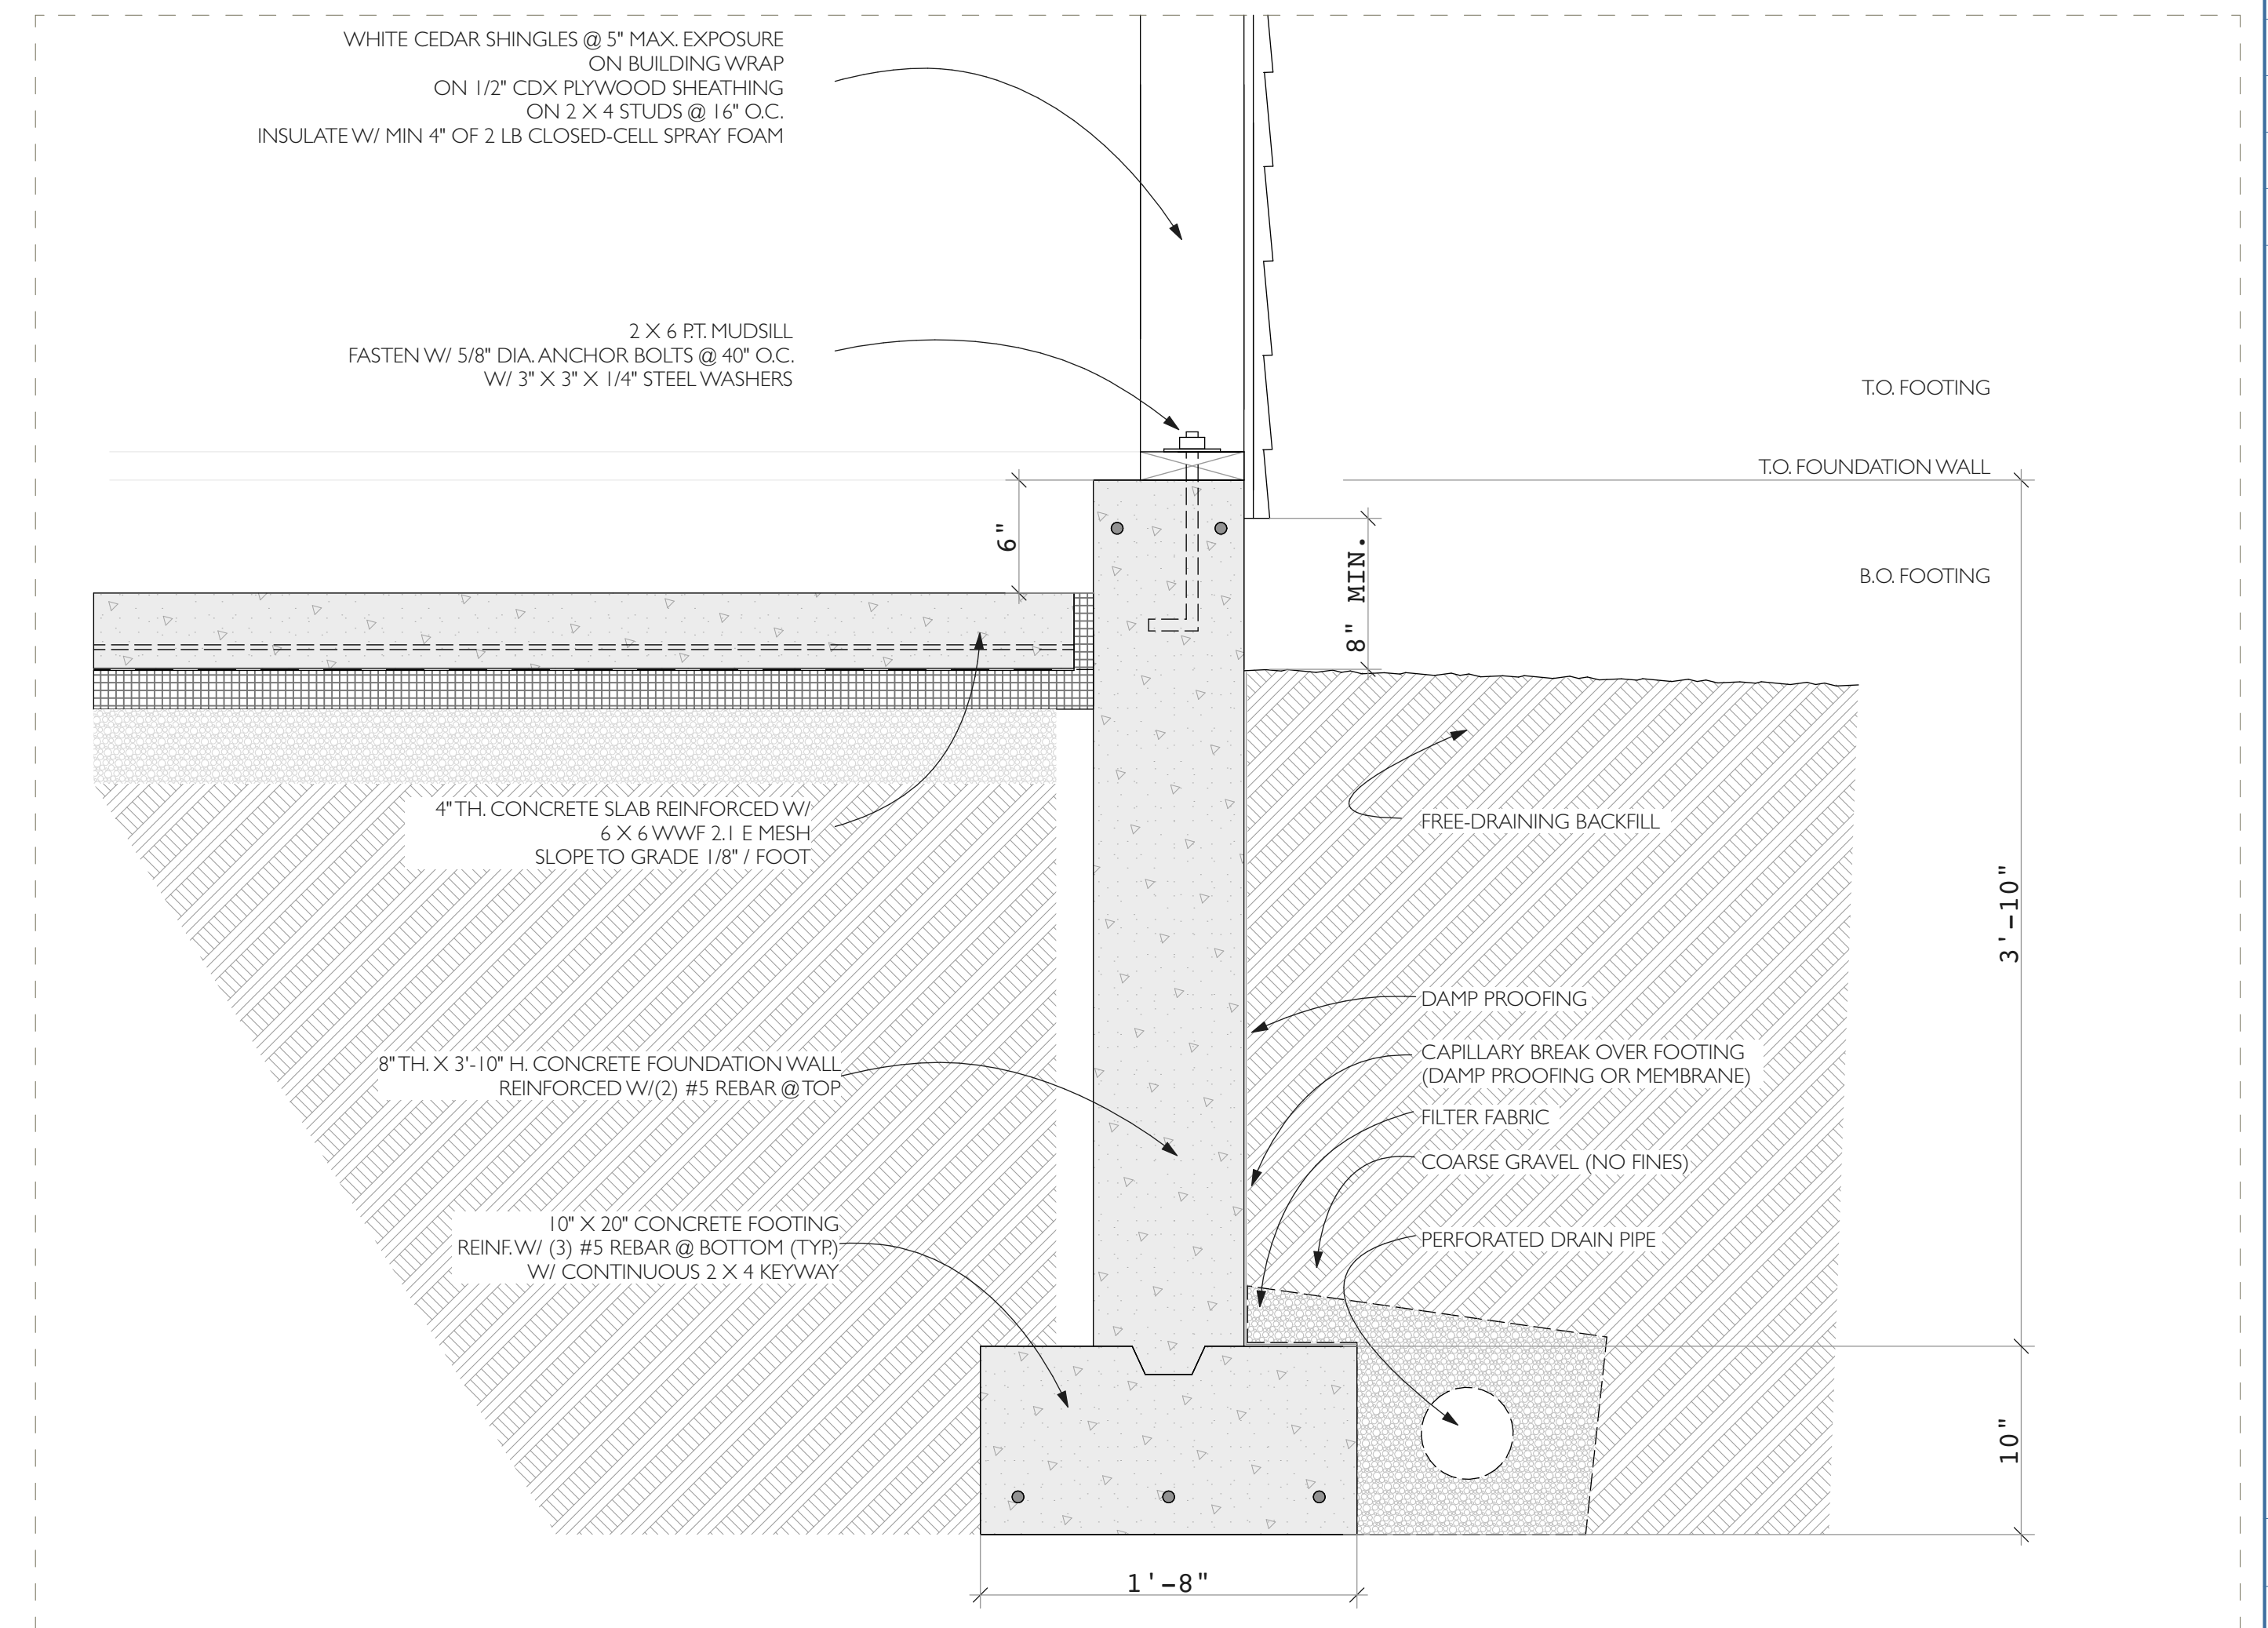 WHITE CEDAR SHINGLES @ 5" MAX. EXPOSURE
ON BUILDING WRAP
ON 1/2" CDX PLYWOOD SHEATHING
ON 2 X 4 STUDS @ 16" O.C.
INSULATE W/ MIN 4" OF 2 LB CLOSED-CELL SPRAY FOAM
2 X 6 P.T. MUDSILL
FASTEN W/ 5/8" DIA. ANCHOR BOLTS @ 40" O.C.
W/ 3" X 3" X 1/4" STEEL WASHERS
T.O. FOOTING
T.O. FOUNDATION WALL
6"
8" MIN.
B.O. FOOTING
4" TH. CONCRETE SLAB REINFORCED W/
6 X 6 WWF 2.1 E MESH
SLOPE TO GRADE 1/8" / FOOT
FREE-DRAINING BACKFILL
3'-10"
DAMP PROOFING
8" TH. X 3'-10" H. CONCRETE FOUNDATION WALL
REINFORCED W/(2) #5 REBAR @ TOP
CAPILLARY BREAK OVER FOOTING
(DAMP PROOFING OR MEMBRANE)
FILTER FABRIC
COARSE GRAVEL (NO FINES)
10" X 20" CONCRETE FOOTING
REINF. W/ (3) #5 REBAR @ BOTTOM (TYP.)
W/ CONTINUOUS 2 X 4 KEYWAY
PERFORATED DRAIN PIPE
10"
1'-8"